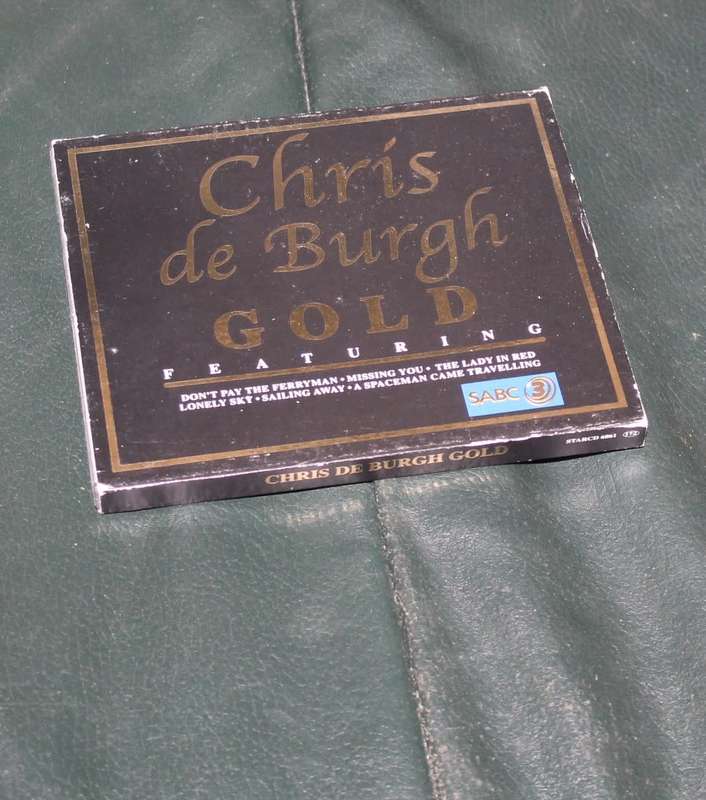 Chris
de Burgh
GOLD
FEATURING
DON'T PAY THE FERRYMAN • MISSING YOU • THE LADY IN RED
LONELY SKY • SAILING AWAY • A SPACEMAN CAME TRAVELLING
SABC 3
CHRIS DE BURGH GOLD